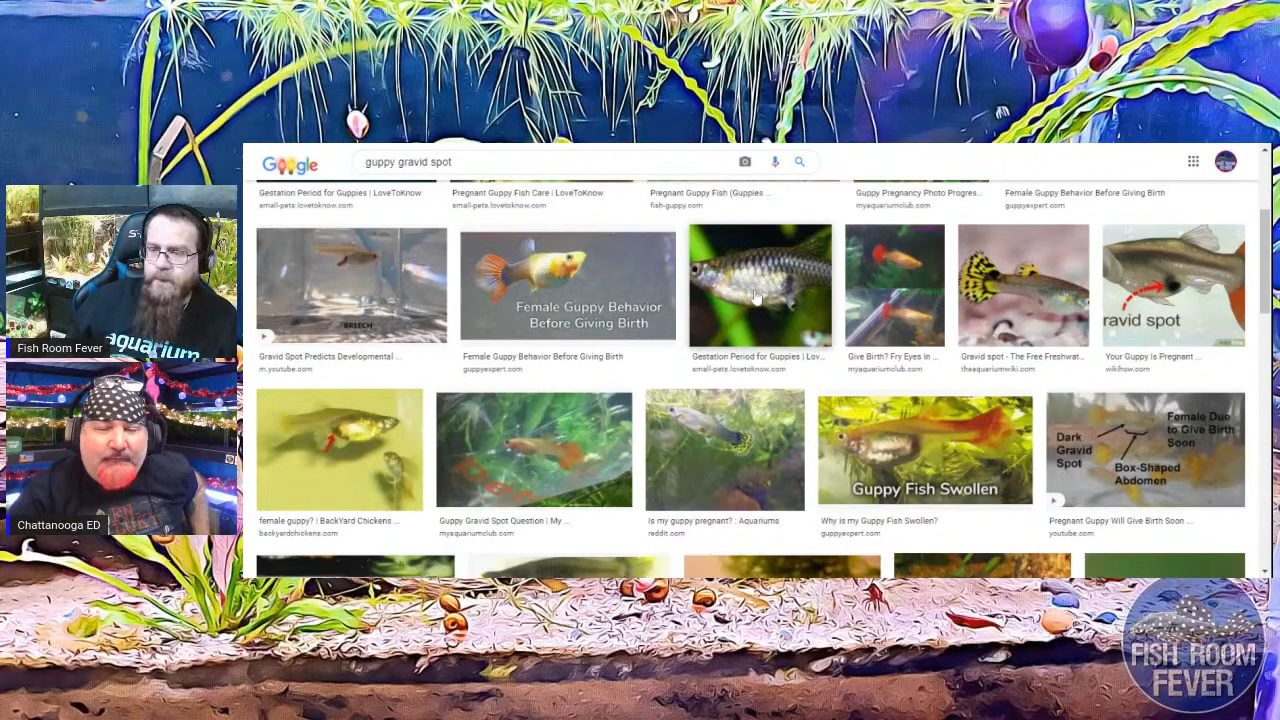 Google
guppy gravid spot
Gestation Period for Guppies | LoveToKnow
small-pets.lovetoknow.com
Pregnant Guppy Fish Care | LoveToKnow
small-pets.lovetoknow.com
Pregnant Guppy Fish (Guppies ...
fish-guppy.com
Guppy Pregnancy Photo Progres...
myaquariumclub.com
Female Guppy Behavior Before Giving Birth
guppyexpert.com
BREECH
Female Guppy Behavior
Before Giving Birth
ravid spot
Gravid Spot Predicts Developmental ...
m.youtube.com
Female Guppy Behavior Before Giving Birth
guppyexpert.com
Gestation Period for Guppies | Lov...
small-pets.lovetoknow.com
Give Birth? Fry Eyes In ...
myaquariumclub.com
Gravid spot - The Free Freshwat...
theaquariumwiki.com
Your Guppy Is Pregnant ...
wikihow.com
aquarium
Fish Room Fever
Chattanooga ED
Guppy Fish Swollen
Dark
Gravid
Spot
Female Due
to Give Birth
Soon
Box-Shaped
Abdomen
female guppy? | BackYard Chickens ...
backyardchickens.com
Guppy Gravid Spot Question | My ...
myaquariumclub.com
Is my guppy pregnant? : Aquariums
reddit.com
Why is my Guppy Fish Swollen?
guppyexpert.com
Pregnant Guppy Will Give Birth Soon ...
youtube.com
FISH ROOM
FEVER